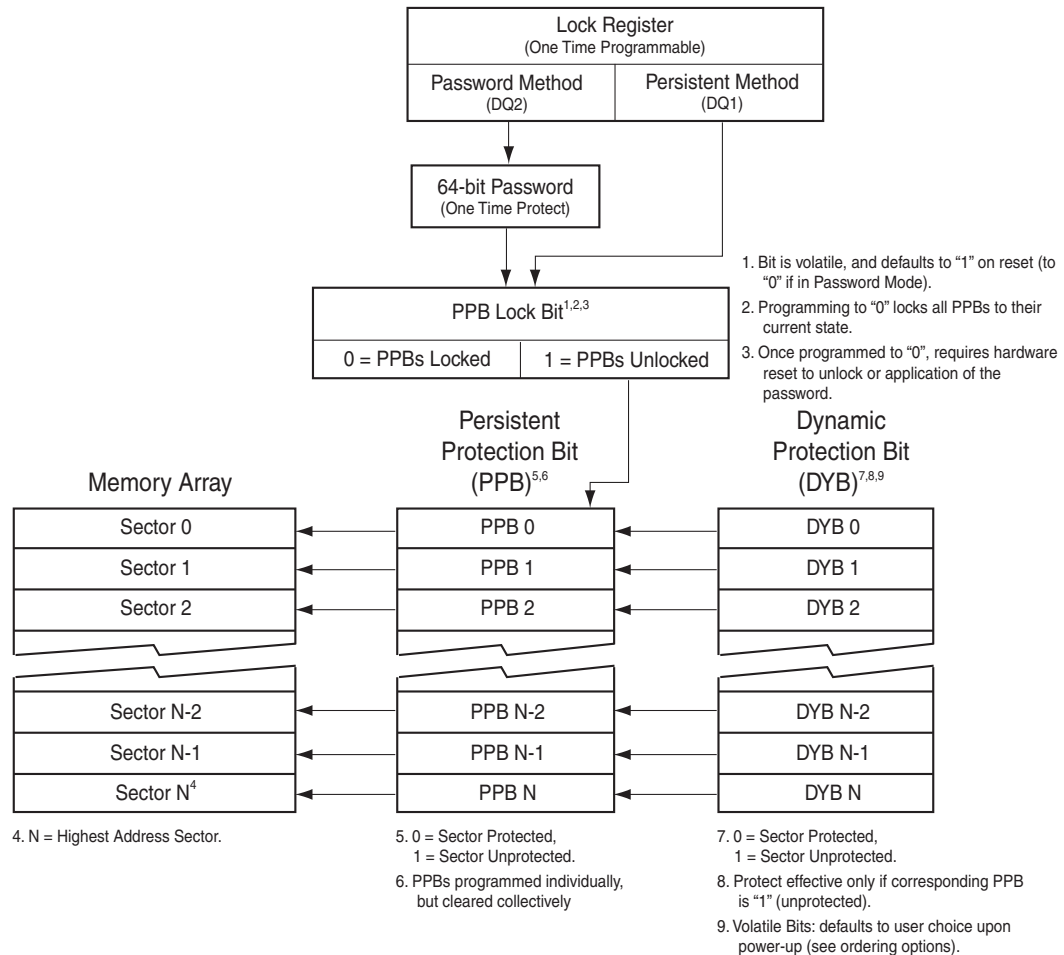 Lock Register
(One Time Programmable)
Password Method
(DQ2)
Persistent Method
(DQ1)
64-bit Password
(One Time Protect)
PPB Lock Bit1,2,3
0 = PPBs Locked
1 = PPBs Unlocked
1. Bit is volatile, and defaults to “1” on reset (to
“0” if in Password Mode).
2. Programming to “0” locks all PPBs to their
current state.
3. Once programmed to “0”, requires hardware
reset to unlock or application of the
password.
Memory Array
Persistent
Protection Bit
(PPB)5,6
Dynamic
Protection Bit
(DYB)7,8,9
Sector 0
PPB 0
DYB 0
Sector 1
PPB 1
DYB 1
Sector 2
PPB 2
DYB 2
Sector N-2
PPB N-2
DYB N-2
Sector N-1
PPB N-1
DYB N-1
Sector N4
PPB N
DYB N
4. N = Highest Address Sector.
5. 0 = Sector Protected,
1 = Sector Unprotected.
6. PPBs programmed individually,
but cleared collectively
7. 0 = Sector Protected,
1 = Sector Unprotected.
8. Protect effective only if corresponding PPB
is “1” (unprotected).
9. Volatile Bits: defaults to user choice upon
power-up (see ordering options).